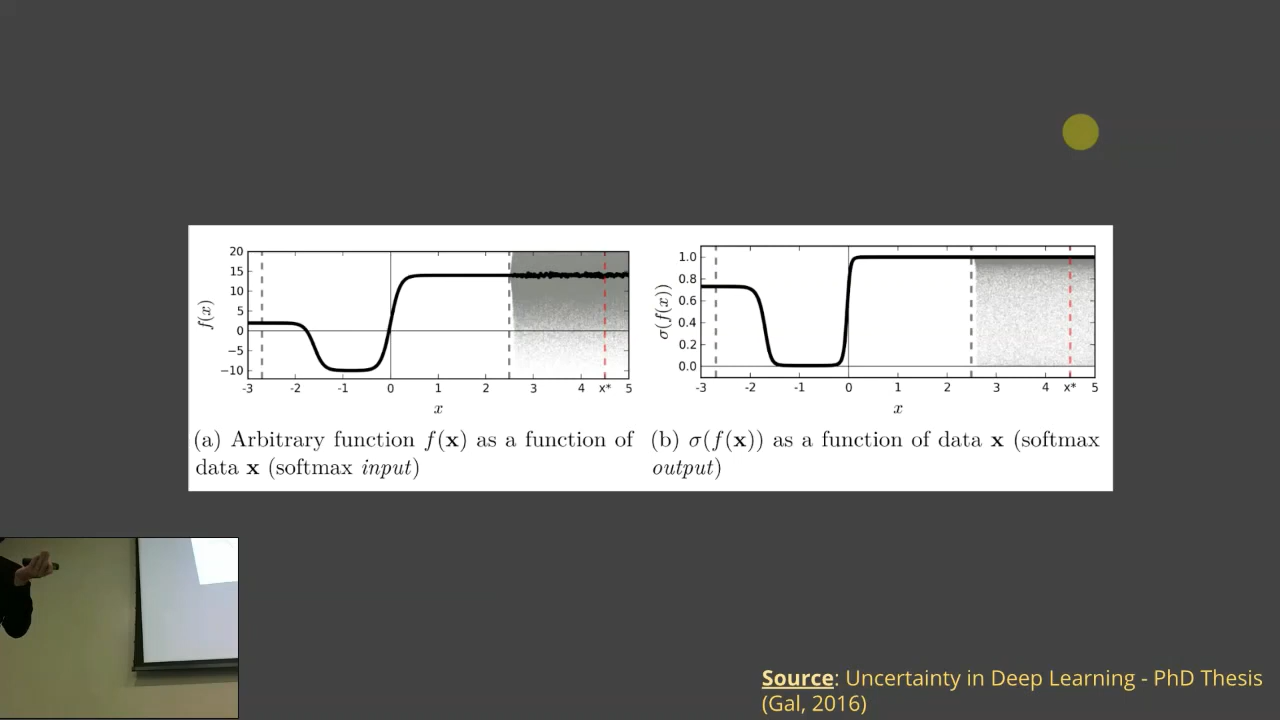 20
15
10
5
0
−5
−10
-3 -2 -1 0 1 2 3 4 x* 5
f(x)
x
1.0
0.8
0.6
0.4
0.2
0.0
-3 -2 -1 0 1 2 3 4 x* 5
σ(f(x))
x
(a) Arbitrary function f(x) as a function of
data x (softmax input)
(b) σ(f(x)) as a function of data x (softmax
output)
Source: Uncertainty in Deep Learning - PhD Thesis
(Gal, 2016)